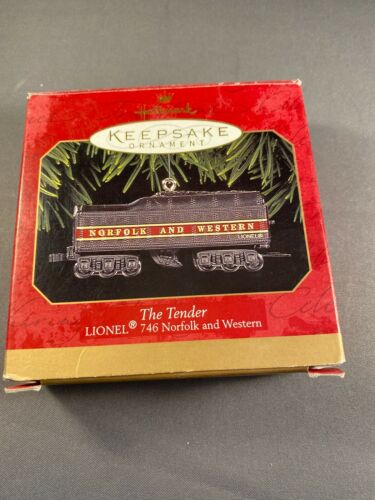 Hallmark
KEEPSAKE
ORNAMENT
NORFOLK AND WESTERN
LIONEL®
The Tender
LIONEL® 746 Norfolk and Western